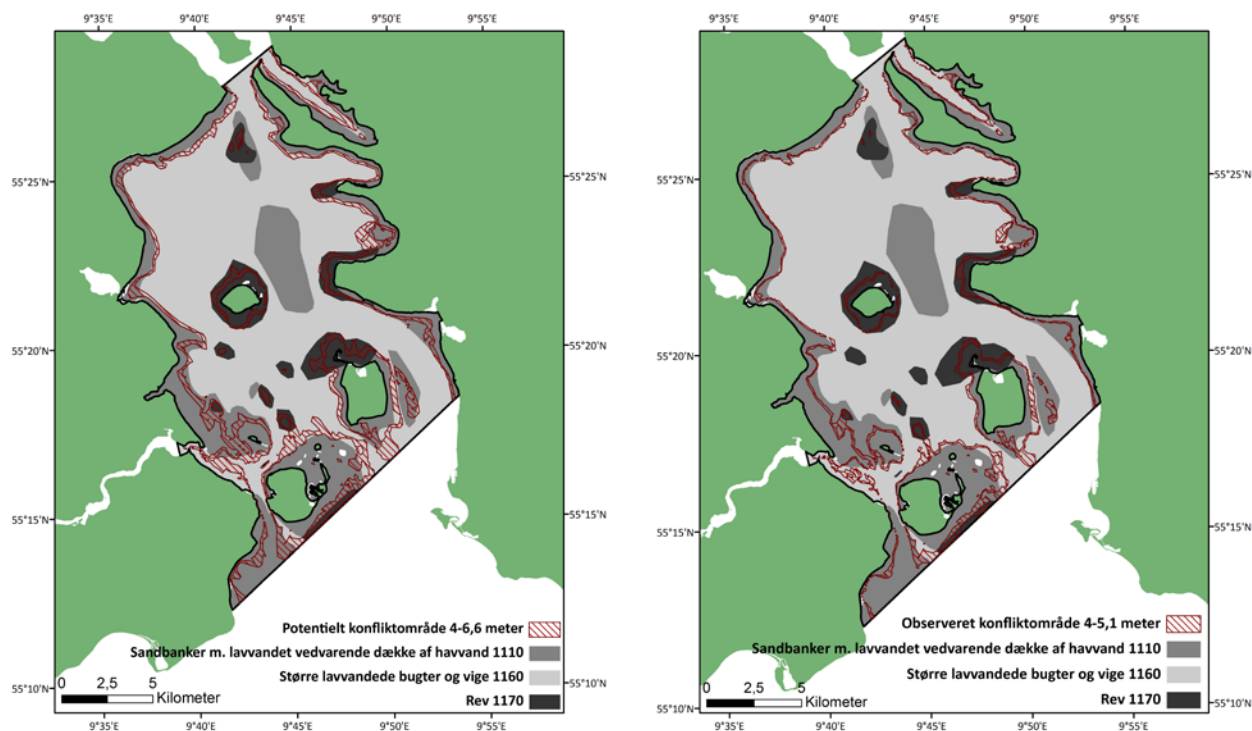 9°35'E 9°40'E 9°45'E 9°50'E 9°55'E
55°25'N 55°25'N
55°20'N 55°20'N
55°15'N 55°15'N
55°10'N 55°10'N
Potentielt konfliktområde 4-6,6 meter
Sandbanker m. lavvandet vedvarende dække af havvand 1110
Større lavvandede bugter og vige 1160
Rev 1170
0 2,5 5
Kilometer
9°35'E 9°40'E 9°45'E 9°50'E 9°55'E
9°35'E 9°40'E 9°45'E 9°50'E 9°55'E
55°25'N 55°25'N
55°20'N 55°20'N
55°15'N 55°15'N
55°10'N 55°10'N
Observeret konfliktområde 4-5,1 meter
Sandbanker m. lavvandet vedvarende dække af havvand 1110
Større lavvandede bugter og vige 1160
Rev 1170
0 2,5 5
Kilometer
9°35'E 9°40'E 9°45'E 9°50'E 9°55'E